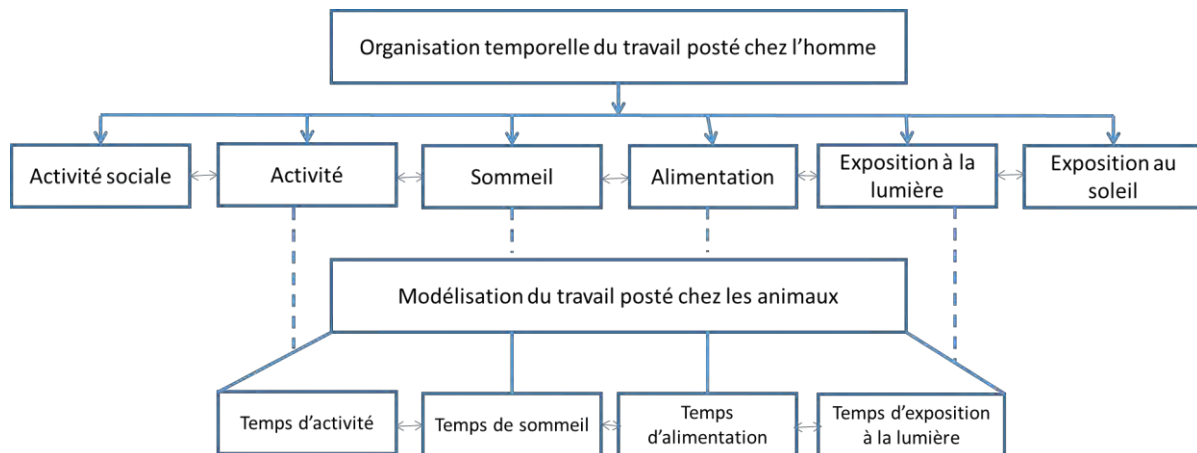 Organisation temporelle du travail posté chez l'homme
Activité sociale
Activité
Sommeil
Alimentation
Exposition à la
lumière
Exposition au
soleil
Modélisation du travail posté chez les animaux
Temps d'activité
Temps de sommeil
Temps
d'alimentation
Temps d'exposition
à la lumière